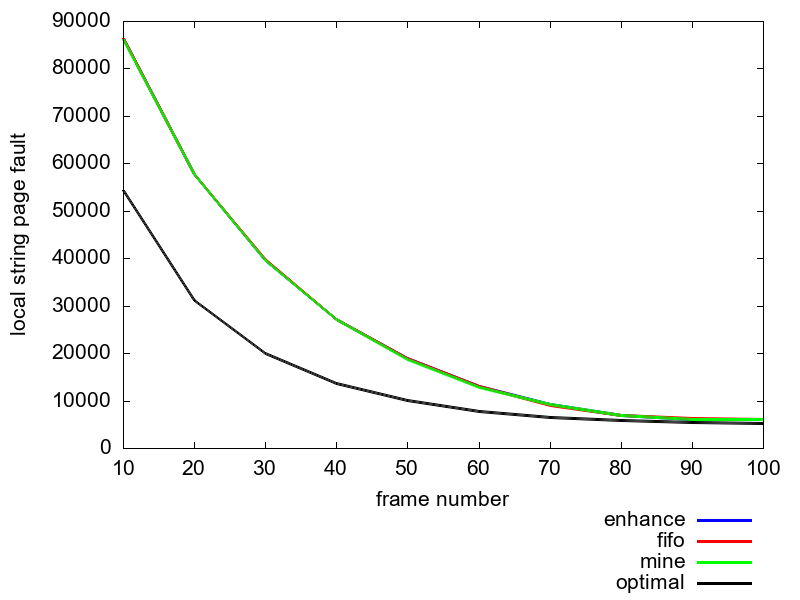 90000
80000
70000
60000
50000
40000
30000
20000
10000
0
local string page fault
10 20 30 40 50 60 70 80 90 100
frame number
enhance
fifo
mine
optimal